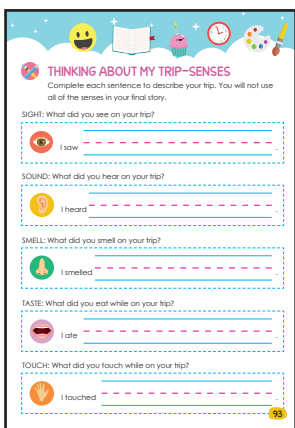 THINKING ABOUT MY TRIP–SENSES
Complete each sentence to describe your trip. You will not use
all of the senses in your final story.
SIGHT: What did you see on your trip?
I saw .
SOUND: What did you hear on your trip?
I heard .
SMELL: What did you smell on your trip?
I smelled .
TASTE: What did you eat while on your trip?
I ate .
TOUCH: What did you touch while on your trip?
I touched .
93